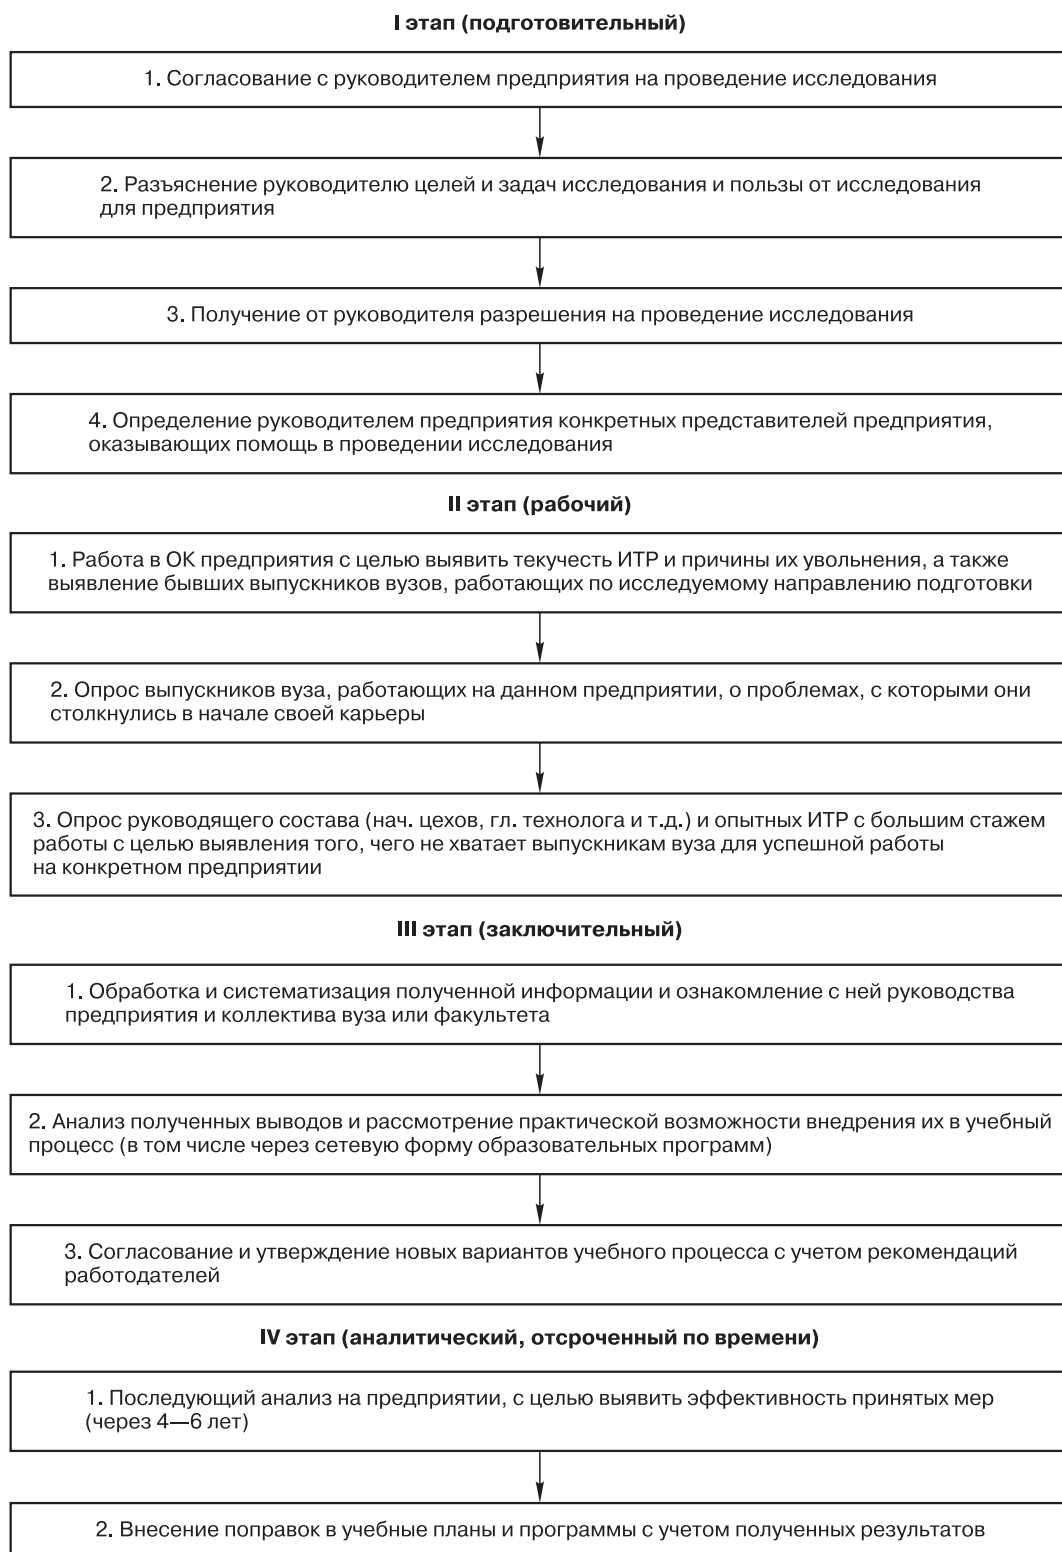 I этап (подготовительный)
1. Согласование с руководителем предприятия на проведение исследования
2. Разъяснение руководителю целей и задач исследования и пользы от исследования
для предприятия
3. Получение от руководителя разрешения на проведение исследования
4. Определение руководителем предприятия конкретных представителей предприятия,
оказывающих помощь в проведении исследования
II этап (рабочий)
1. Работа в ОК предприятия с целью выявить текучесть ИТР и причины их увольнения, а также
выявление бывших выпускников вузов, работающих по исследуемому направлению подготовки
2. Опрос выпускников вуза, работающих на данном предприятии, о проблемах, с которыми они
столкнулись в начале своей карьеры
3. Опрос руководящего состава (нач. цехов, гл. технолога и т.д.) и опытных ИТР с большим стажем
работы с целью выявления того, чего не хватает выпускникам вуза для успешной работы
на конкретном предприятии
III этап (заключительный)
1. Обработка и систематизация полученной информации и ознакомление с ней руководства
предприятия и коллектива вуза или факультета
2. Анализ полученных выводов и рассмотрение практической возможности внедрения их в учебный
процесс (в том числе через сетевую форму образовательных программ)
3. Согласование и утверждение новых вариантов учебного процесса с учетом рекомендаций
работодателей
IV этап (аналитический, отсроченный по времени)
1. Последующий анализ на предприятии, с целью выявить эффективность принятых мер
(через 4—6 лет)
2. Внесение поправок в учебные планы и программы с учетом полученных результатов